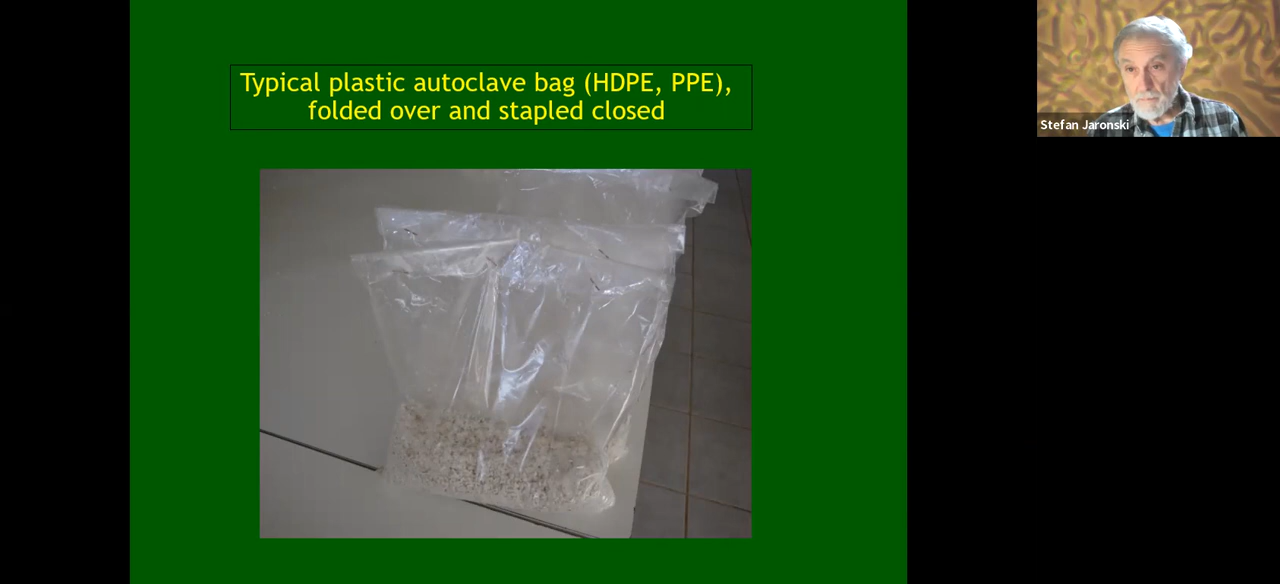 Typical plastic autoclave bag (HDPE, PPE),
folded over and stapled closed
Stefan Jaronski